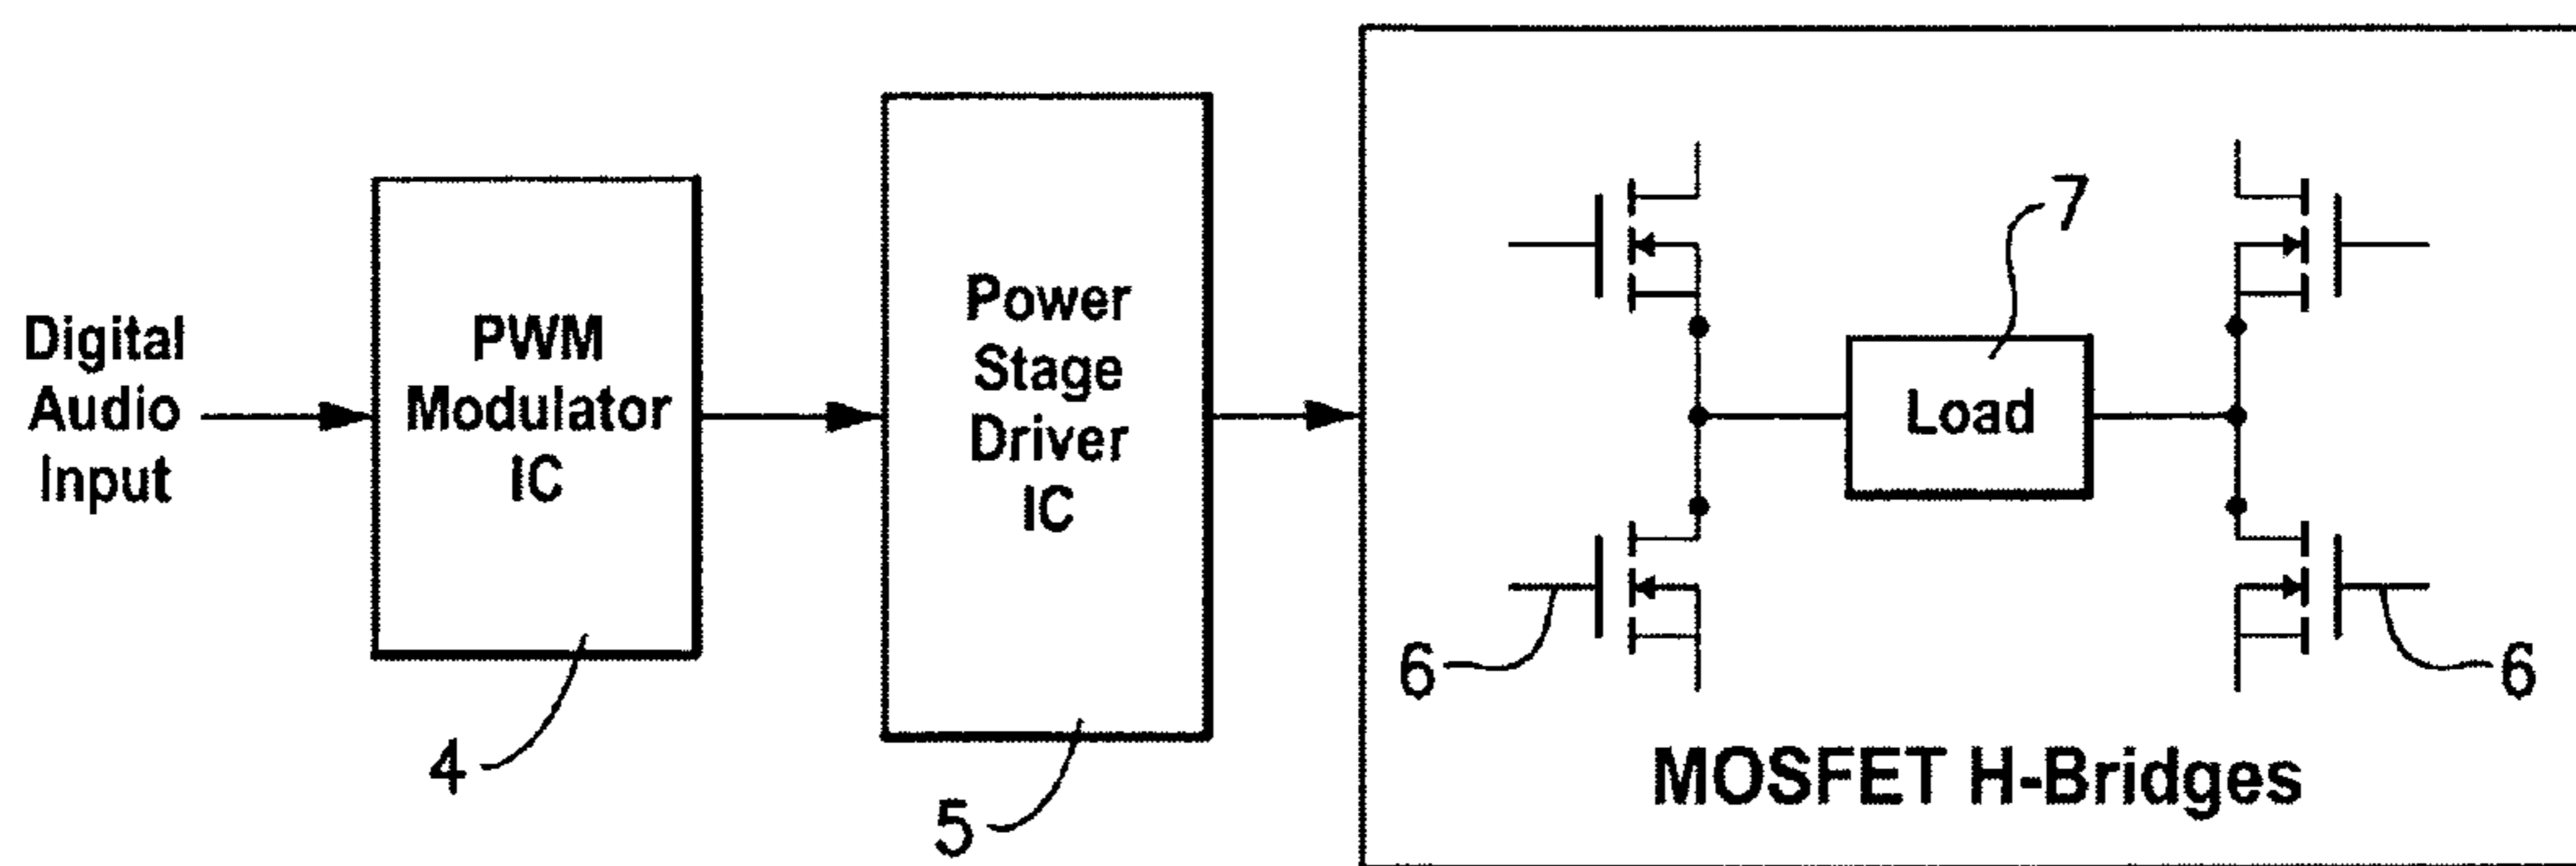 Digital
Audio
Input
PWM
Modulator
IC
4
Power
Stage
Driver
IC
5
7
Load
6
6
MOSFET H-Bridges